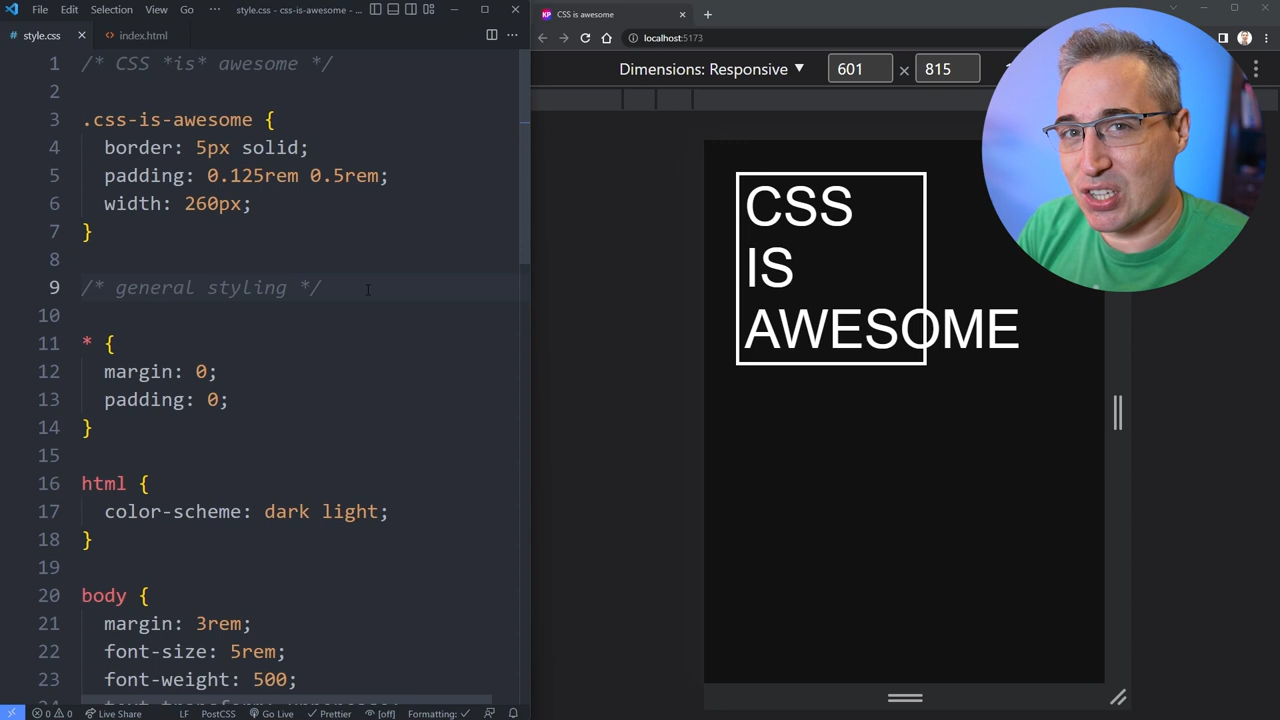 File Edit Selection View Go ··· style.css - css-is-awesome - ...
style.css index.html
1 /* CSS *is* awesome */
2
3 .css-is-awesome {
4 border: 5px solid;
5 padding: 0.125rem 0.5rem;
6 width: 260px;
7 }
8
9 /* general styling */
10
11 * {
12 margin: 0;
13 padding: 0;
14 }
15
16 html {
17 color-scheme: dark light;
18 }
19
20 body {
21 margin: 3rem;
22 font-size: 5rem;
23 font-weight: 500;
0 0 Live Share LF PostCSS Go Live Prettier [off] Formatting:
KP CSS is awesome
localhost:5173
Dimensions: Responsive 601 × 815
CSS
IS
AWESOME